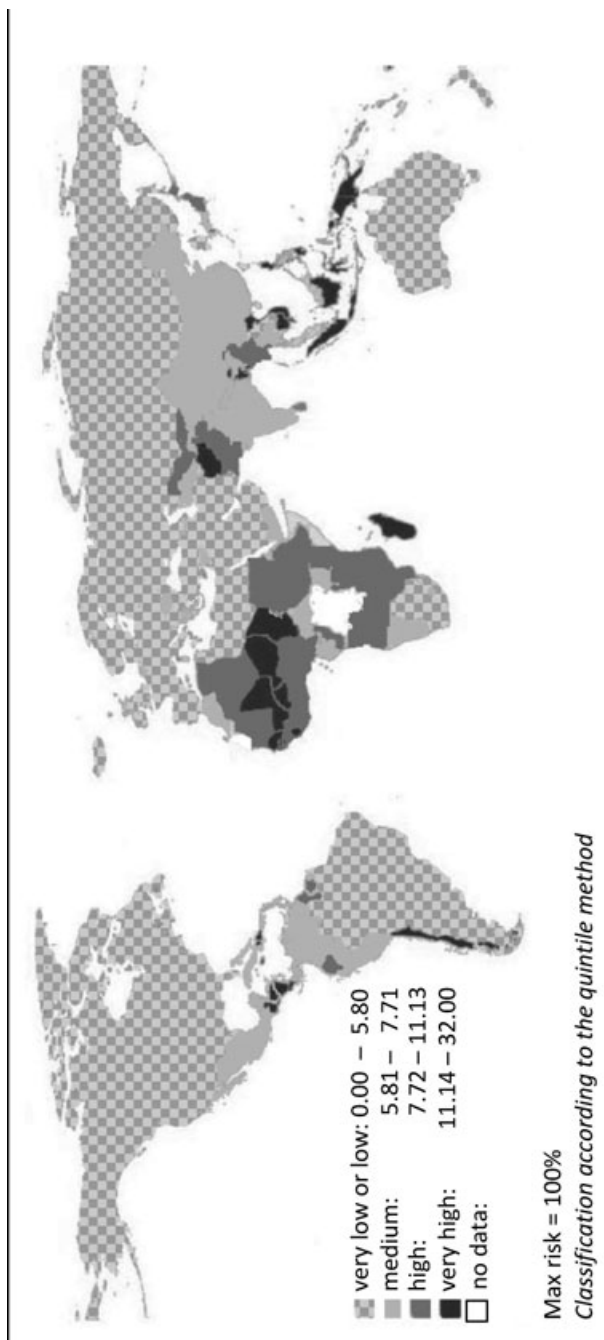 very low or low: 0.00 – 5.80
medium: 5.81 – 7.71
high: 7.72 – 11.13
very high: 11.14 – 32.00
no data:
Max risk = 100%
Classification according to the quintile method